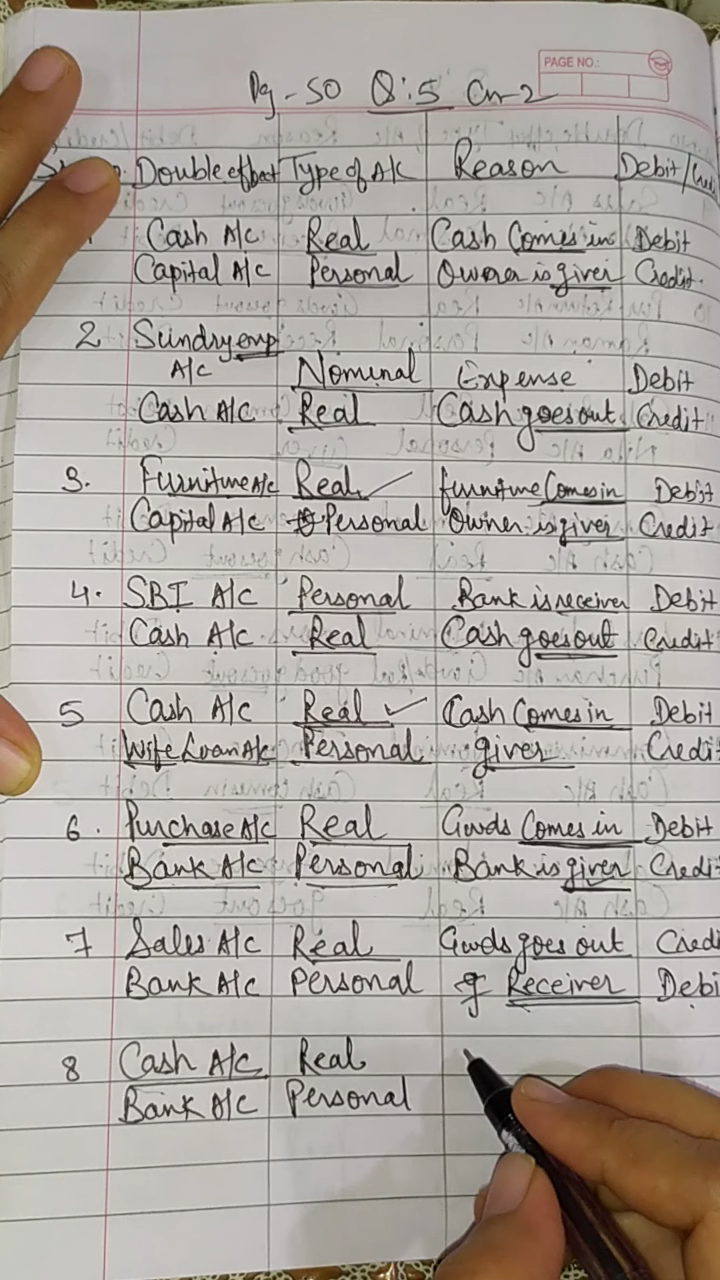 PAGE NO.:
Pg - 50 Q:5 Ch-2
Double effect Type of A/c Reason Debit/Credi
Cash A/c Real Cash Comes in Debit
Capital A/c Personal Owner is giver Credit.
2 Sundry exp
A/c Nominal Expense Debit
Cash A/c Real Cash goes out Credit
3. Furniture A/c Real furniture Comes in Debit
Capital A/c Personal Owner is giver Credit
4. SBI A/c Personal Bank is receiver Debit
Cash A/c Real Cash goes out Credit
5 Cash A/c Real Cash Comes in Debit
Wife Loan A/c Personal giver Credi
6. Purchase A/c Real Goods Comes in Debit
Bank A/c Personal Bank is giver Credi
7 Sales A/c Real Goods goes out Credi
Bank A/c Personal Receiver Debi
8 Cash A/c Real
Bank A/c Personal